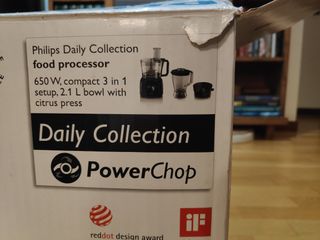 Philips Daily Collection
food processor
650 W, compact 3 in 1
setup, 2.1 L bowl with
citrus press
Daily Collection
PowerChop
reddot design award
iF